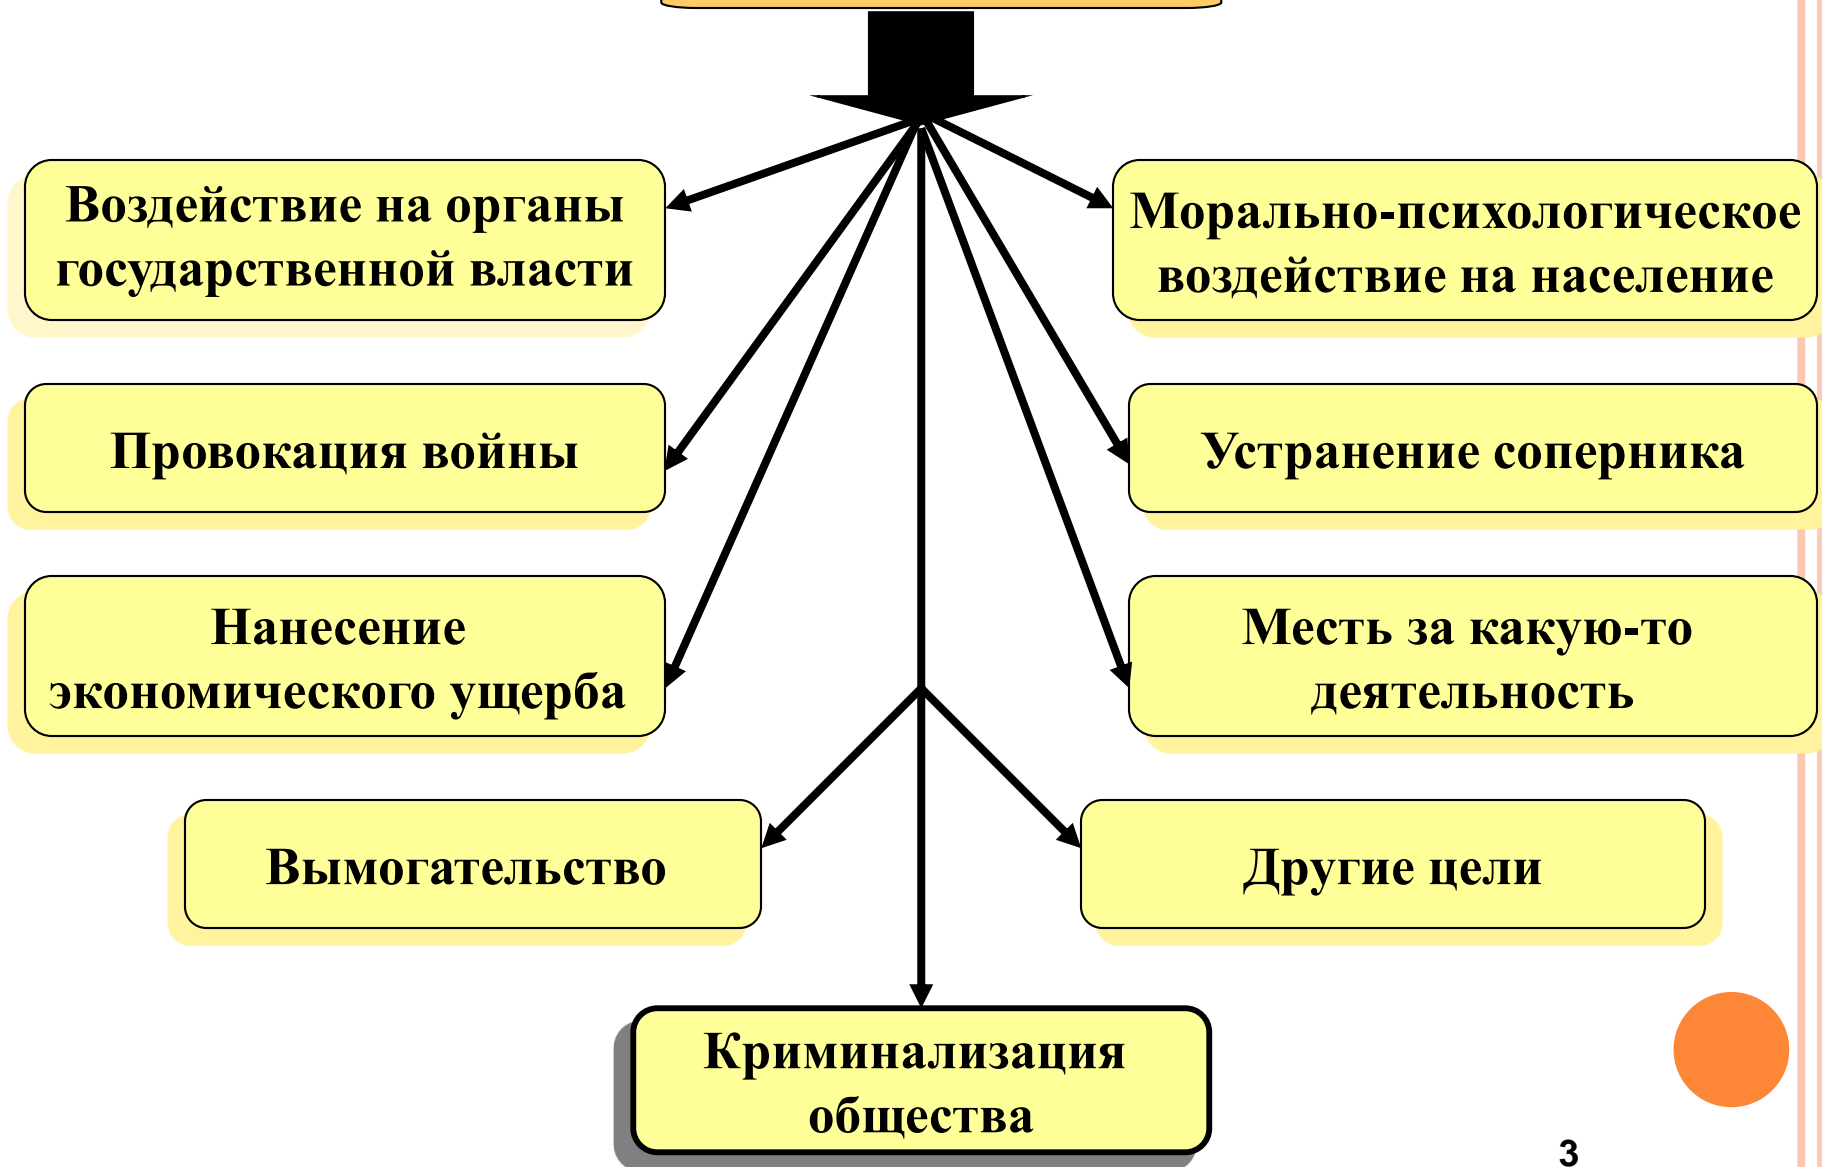 Воздействие на органы
государственной власти
Морально-психологическое
воздействие на население
Провокация войны
Устранение соперника
Нанесение
экономического ущерба
Месть за какую-то
деятельность
Вымогательство
Другие цели
Криминализация
общества
3